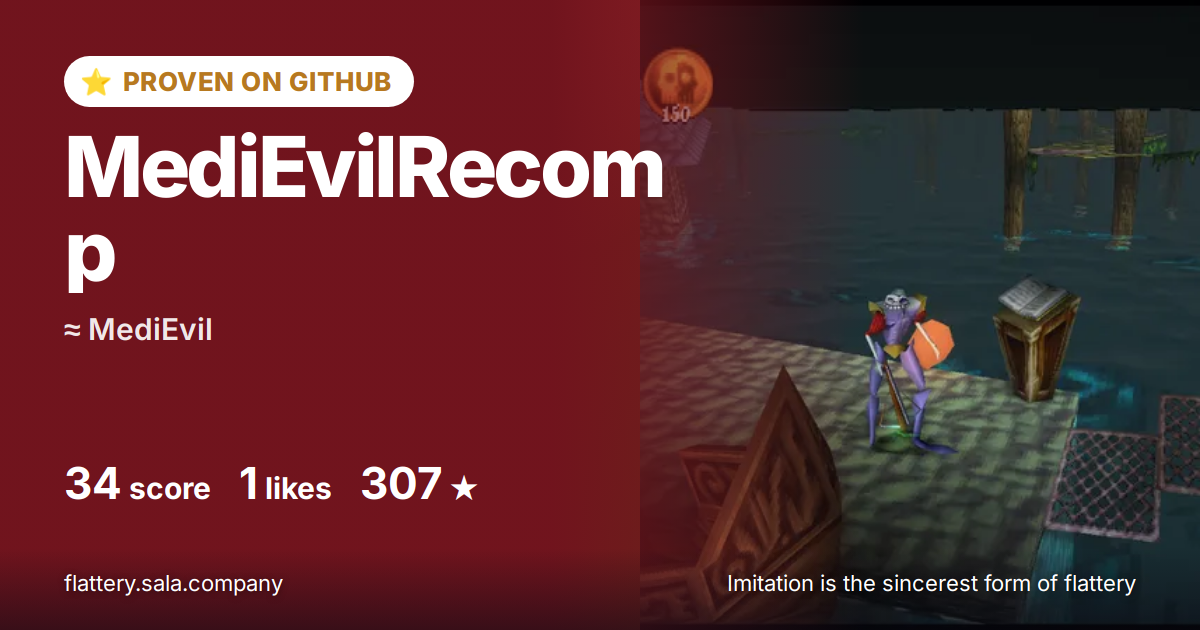 ⭐ PROVEN ON GITHUB
150
MediEvilRecom
p
≈ MediEvil
34 score 1 likes 307 ★
flattery.sala.company
Imitation is the sincerest form of flattery